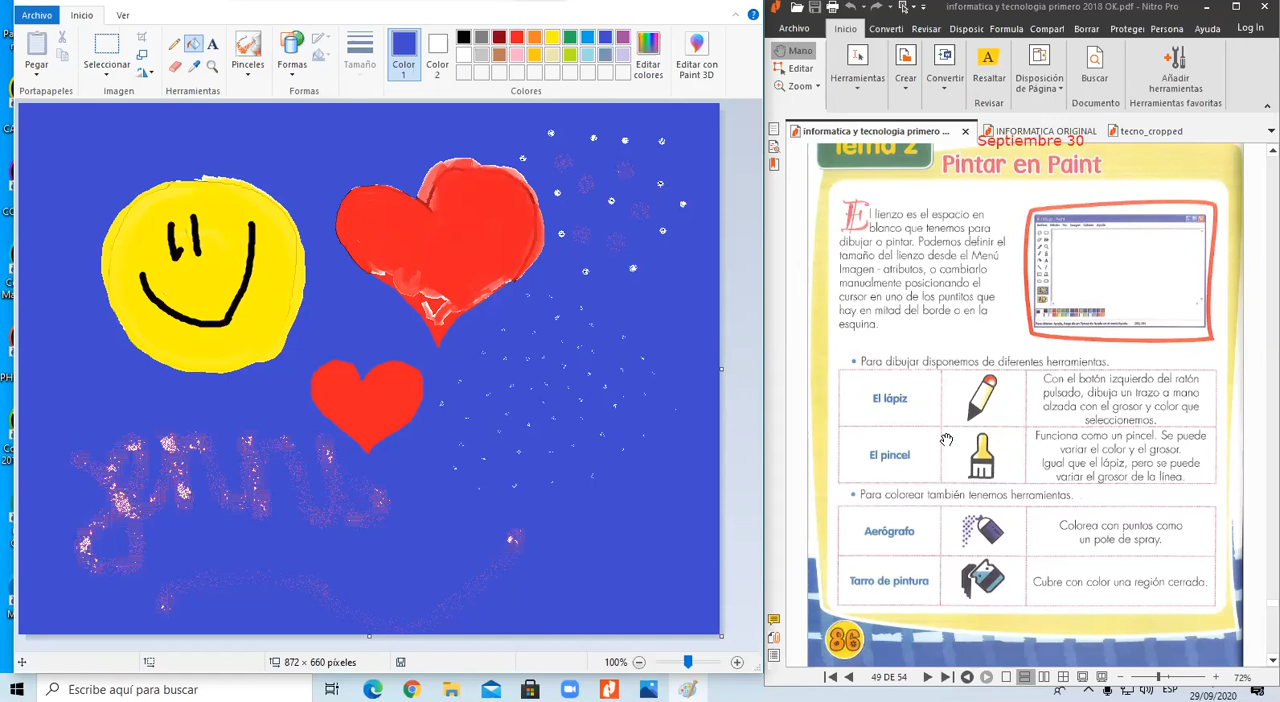 Archivo Inicio Ver
Pegar
Seleccionar
Pinceles
Formas
Tamaño
Color 1
Color 2
Editar colores
Editar con Paint 3D
Portapapeles
Imagen
Herramientas
Formas
Colores
872 × 660 píxeles
100%
Escribe aquí para buscar
informatica y tecnologia primero 2018 OK.pdf - Nitro Pro
Archivo Inicio Converti Revisar Disposic Formula Compart Borrar Protege Persona Ayuda Log In
Mano
Editar
Zoom
Herramientas
Crear
Convertir
Resaltar
Disposición de Página
Buscar
Añadir herramientas
Revisar
Documento
Herramientas favoritas
informatica y tecnologia primero ...
INFORMATICA ORIGINAL
tecno_cropped
Tema 2
Septiembre 30
Pintar en Paint
El lienzo es el espacio en
blanco que tenemos para
dibujar o pintar. Podemos definir el
tamaño del lienzo desde el Menú
Imagen - atributos, o cambiarlo
manualmente posicionando el
cursor en uno de los puntitos que
hay en mitad del borde o en la
esquina.
• Para dibujar disponemos de diferentes herramientas.
El lápiz
Con el botón izquierdo del ratón
pulsado, dibuja un trazo a mano
alzada con el grosor y color que
seleccionemos.
El pincel
Funciona como un pincel. Se puede
variar el color y el grosor.
Igual que el lápiz, pero se puede
variar el grosor de la línea.
• Para colorear también tenemos herramientas.
Aerógrafo
Colorea con puntos como
un pote de spray.
Tarro de pintura
Cubre con color una región cerrada.
86
49 DE 54
72%
ESP
29/09/2020